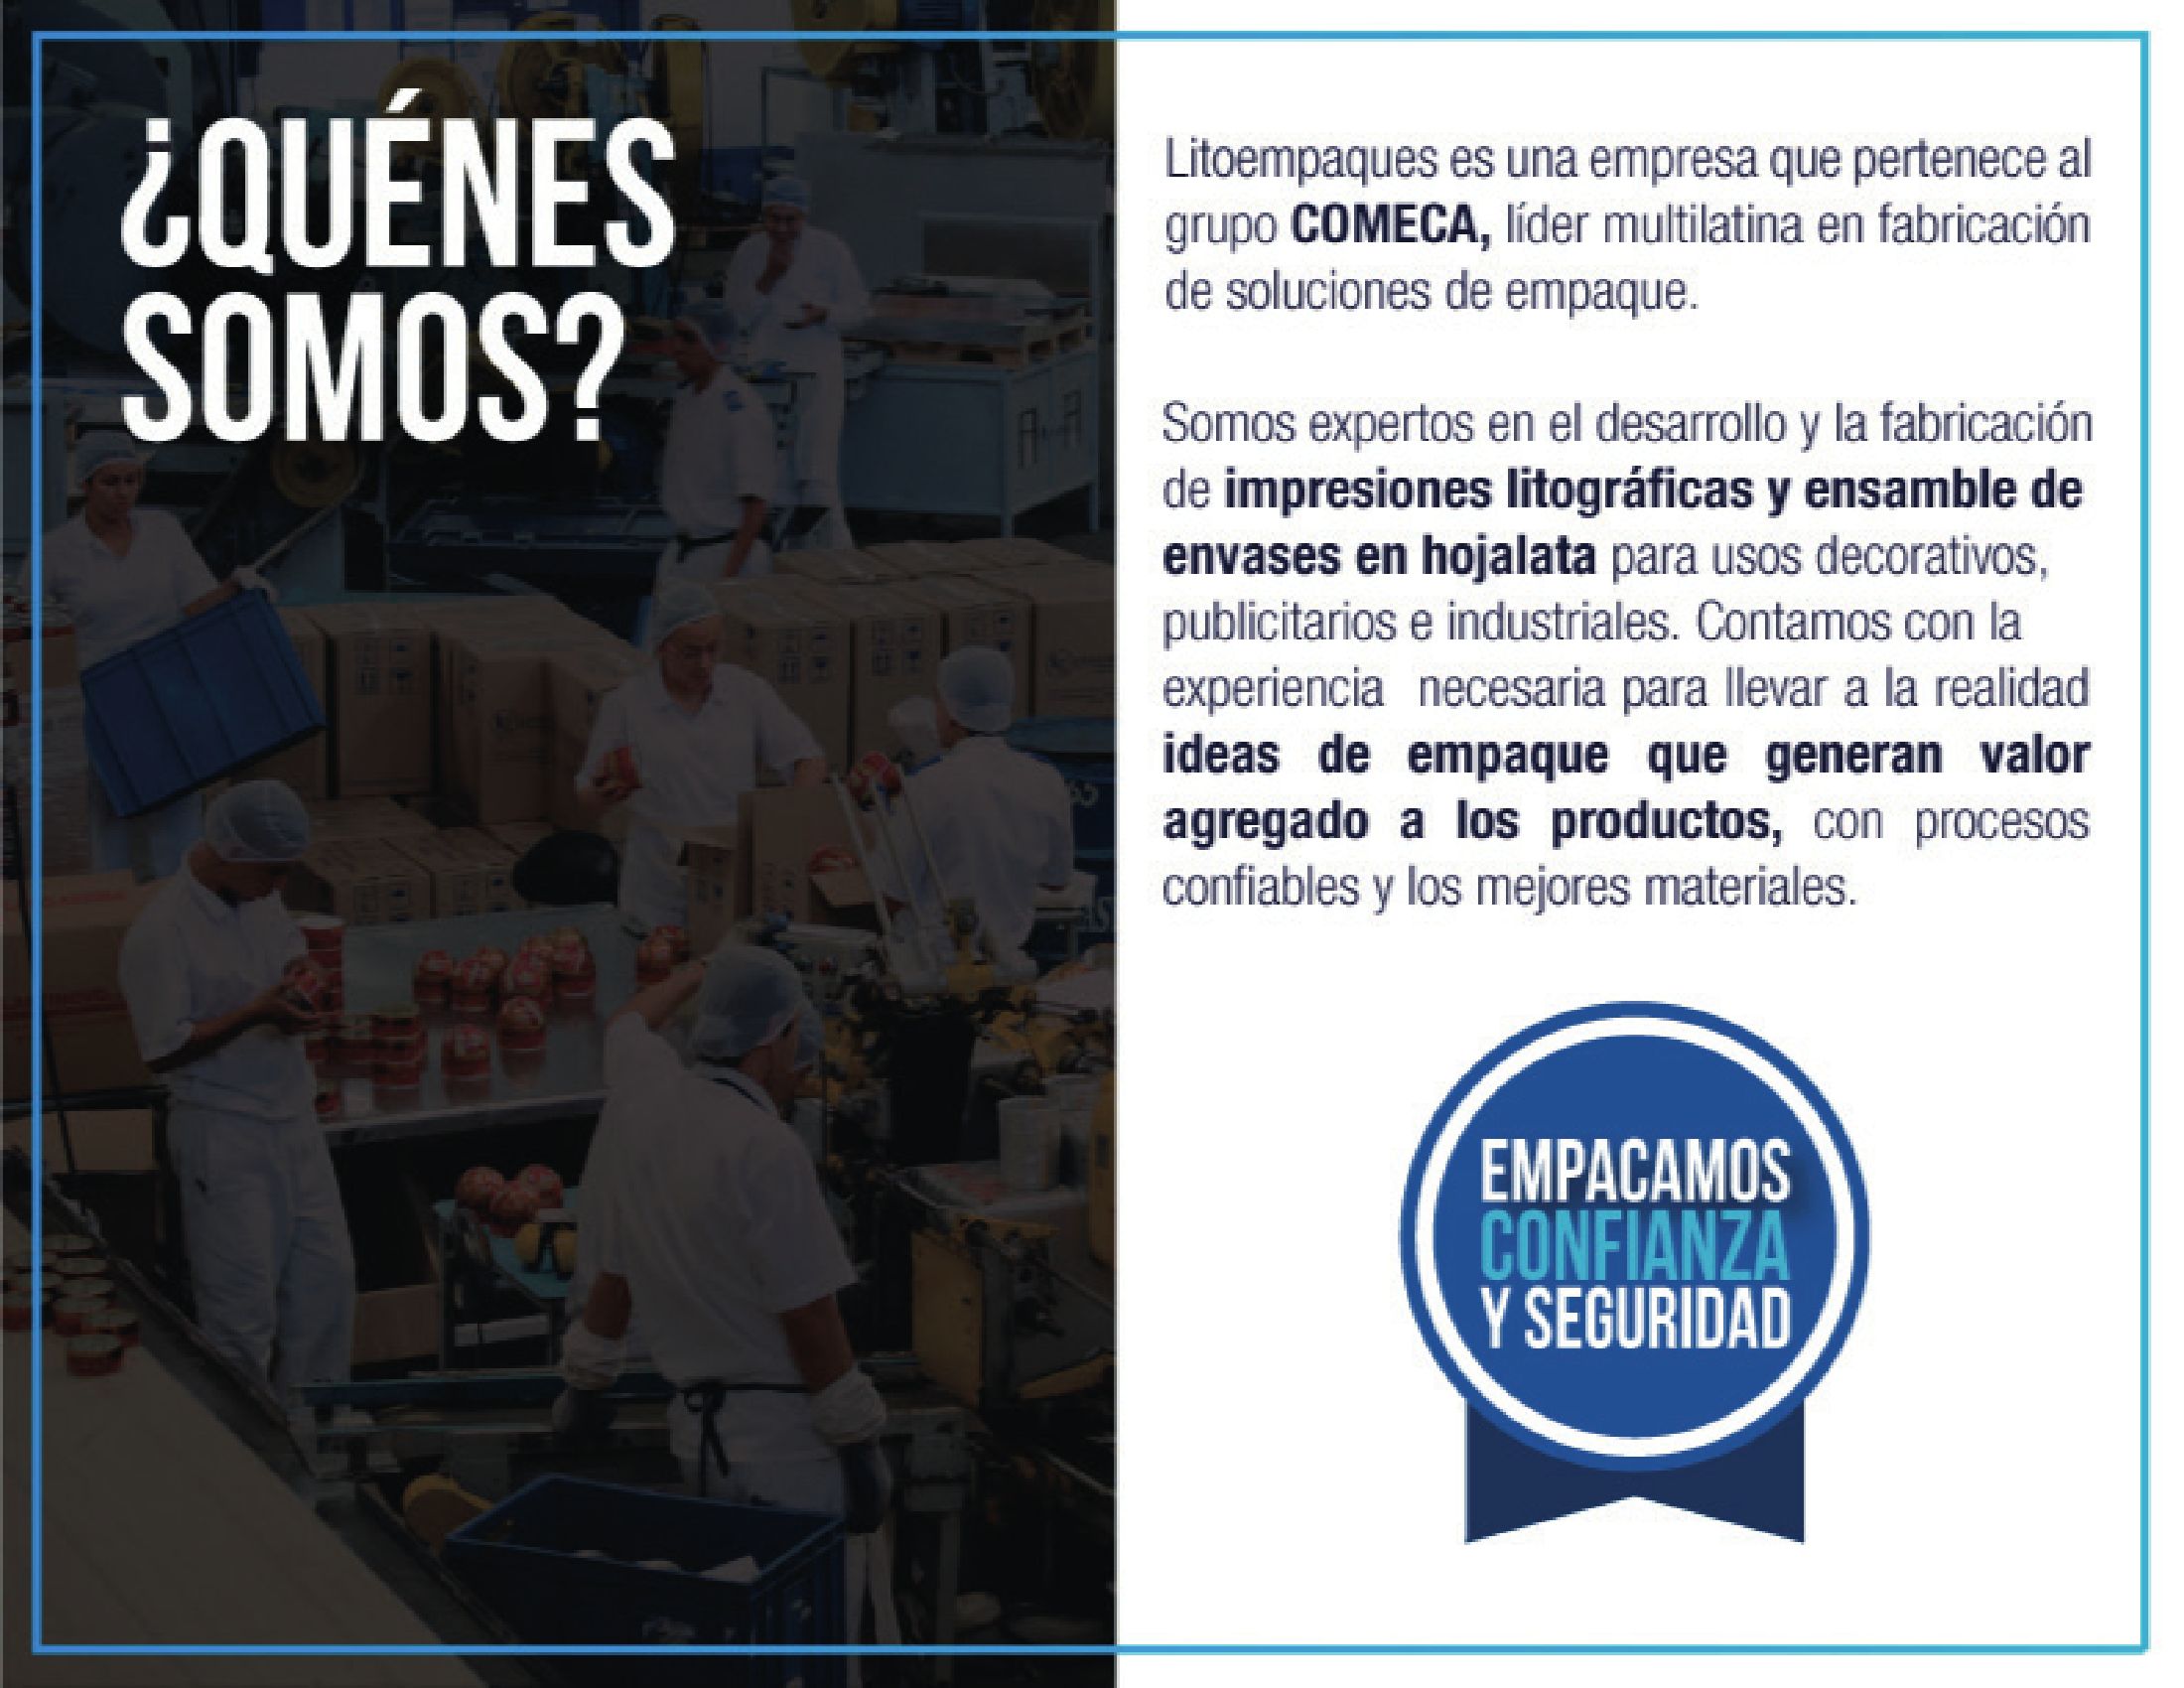 ¿QUÉNES
SOMOS?
Litoempaques es una empresa que pertenece al
grupo COMECA, líder multilatina en fabricación
de soluciones de empaque.
Somos expertos en el desarrollo y la fabricación
de impresiones litográficas y ensamble de
envases en hojalata para usos decorativos,
publicitarios e industriales. Contamos con la
experiencia necesaria para llevar a la realidad
ideas de empaque que generan valor
agregado a los productos, con procesos
confiables y los mejores materiales.
EMPACAMOS
CONFIANZA
Y SEGURIDAD